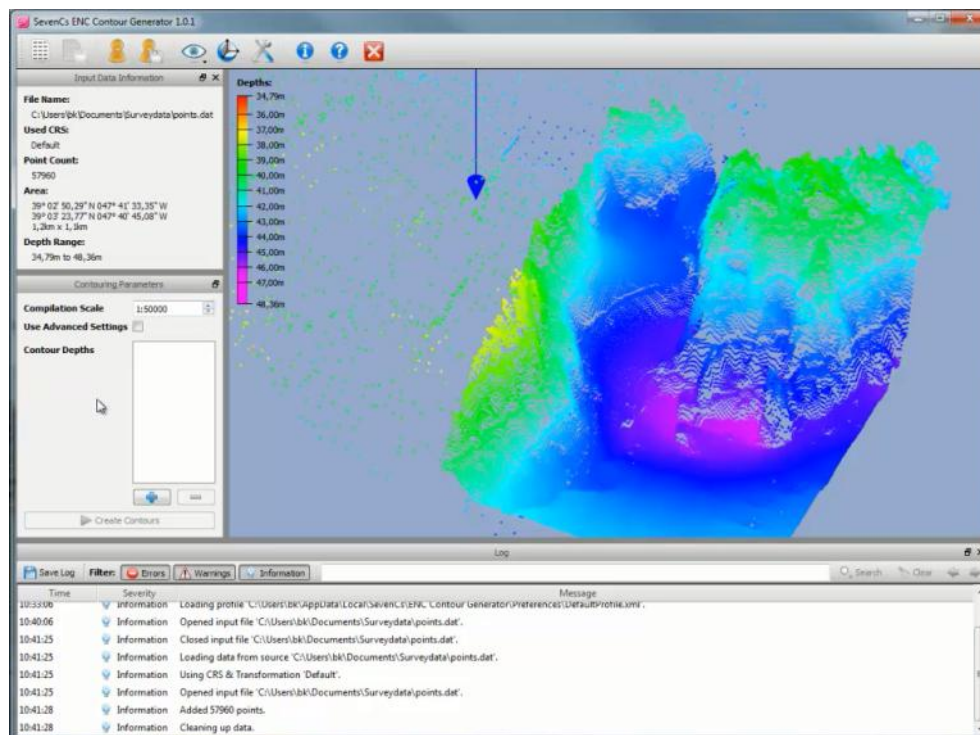 SevenCs ENC Contour Generator 1.0.1
Input Data Information
File Name:
C:\Users\bk\Documents\Surveydata\points.dat
Used CRS:
Default
Point Count:
57960
Area:
39° 02' 50,29" N 047° 41' 33,35" W
39° 03' 23,77" N 047° 40' 45,08" W
1,2km x 1,1km
Depth Range:
34,79m to 48,36m
Contouring Parameters
Compilation Scale 1:50000
Use Advanced Settings
Contour Depths
Create Contours
Depths:
34,79m
36,00m
37,00m
38,00m
39,00m
40,00m
41,00m
42,00m
43,00m
44,00m
45,00m
46,00m
47,00m
48,36m
Log
Save Log Filter: Errors Warnings Information Search Clear
Time Severity Message
10:33:06 Information Loading profile 'C:\Users\bk\AppData\Local\SevenCs\ENC Contour Generator\Preferences\DefaultProfile.xml'.
10:40:06 Information Opened input file 'C:\Users\bk\Documents\Surveydata\points.dat'.
10:41:25 Information Closed input file 'C:\Users\bk\Documents\Surveydata\points.dat'.
10:41:25 Information Loading data from source 'C:\Users\bk\Documents\Surveydata\points.dat'.
10:41:25 Information Using CRS & Transformation 'Default'.
10:41:25 Information Opened input file 'C:\Users\bk\Documents\Surveydata\points.dat'.
10:41:28 Information Added 57960 points.
10:41:28 Information Cleaning up data.